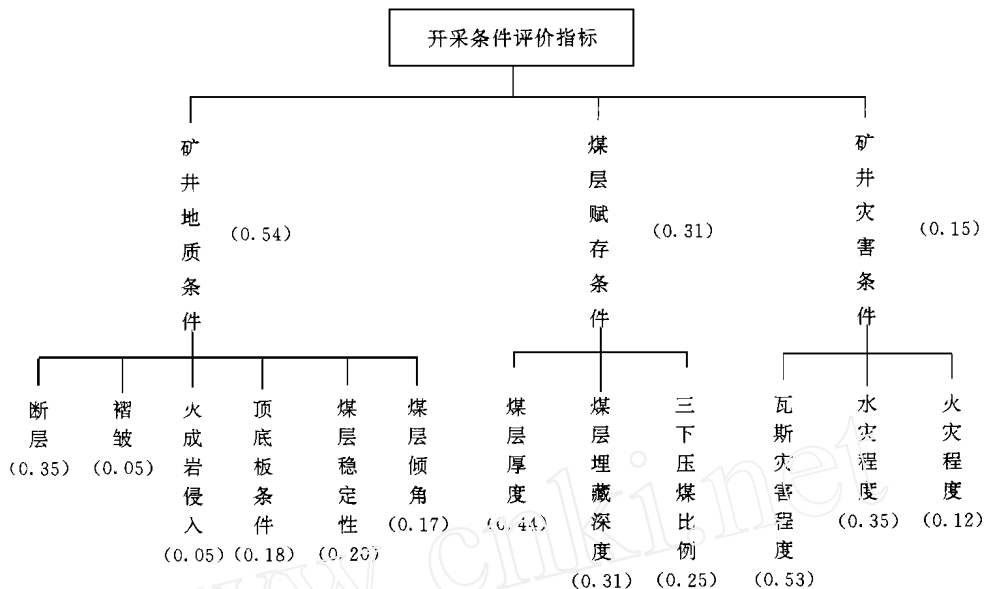 开采条件评价指标
矿井地质条件
(0.54)
煤层赋存条件
(0.31)
矿井灾害条件
(0.15)
断层
(0.35)
褶皱
(0.05)
火成岩侵入
(0.05)
顶底板条件
(0.18)
煤层稳定性
(0.20)
煤层倾角
(0.17)
煤层厚度
(0.44)
煤层埋藏深度
(0.31)
三下压煤比例
(0.25)
瓦斯灾害程度
(0.53)
水灾程度
(0.35)
火灾程度
(0.12)
www.cnki.net